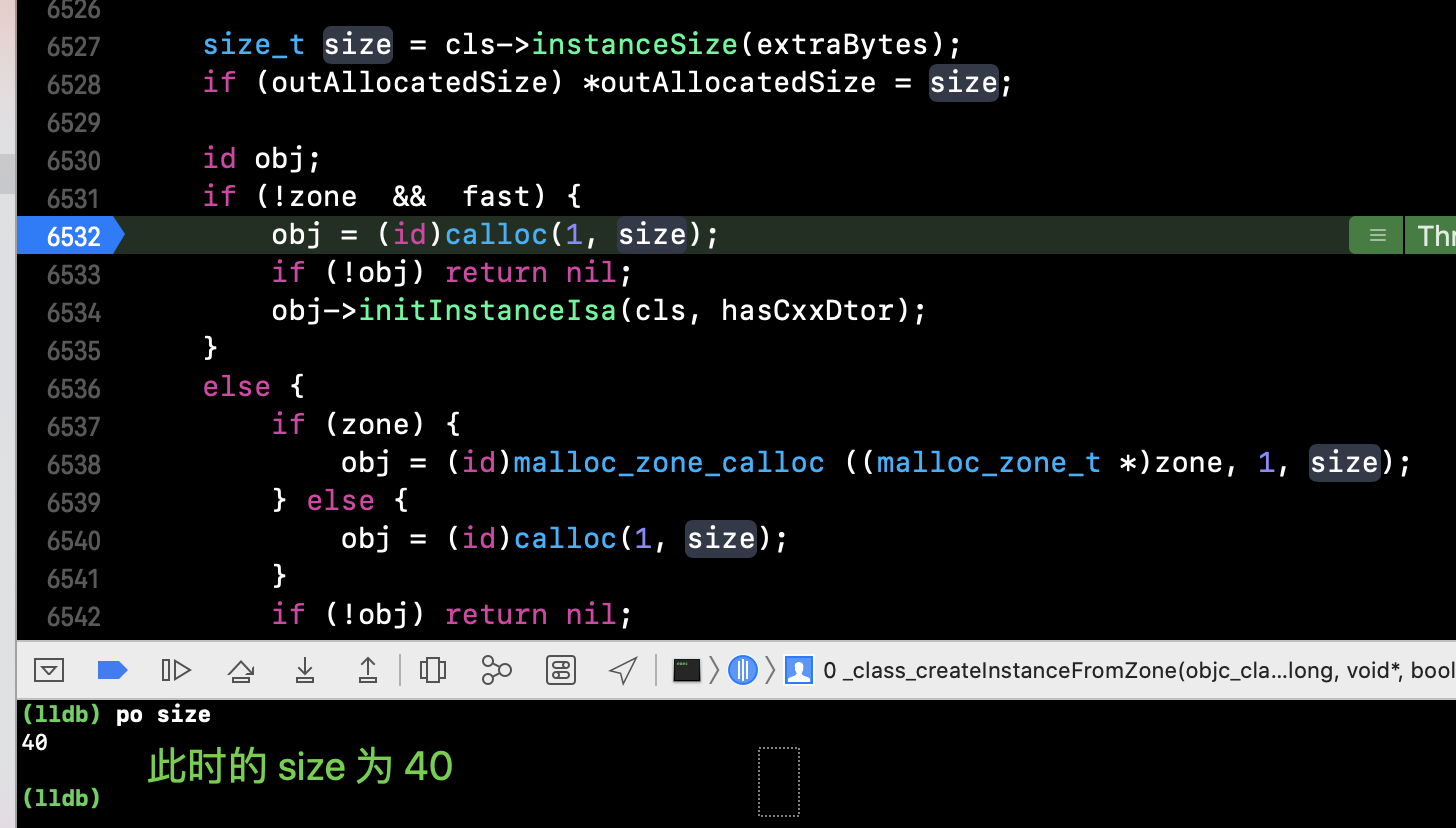 6526
6527 size_t size = cls->instanceSize(extraBytes);
6528 if (outAllocatedSize) *outAllocatedSize = size;
6529
6530 id obj;
6531 if (!zone  &&  fast) {
6532 obj = (id)calloc(1, size);
6533 if (!obj) return nil;
6534 obj->initInstanceIsa(cls, hasCxxDtor);
6535 }
6536 else {
6537 if (zone) {
6538 obj = (id)malloc_zone_calloc ((malloc_zone_t *)zone, 1, size);
6539 } else {
6540 obj = (id)calloc(1, size);
6541 }
6542 if (!obj) return nil;
0 _class_createInstanceFromZone(objc_cla...long, void*, bool
(lldb) po size
40
此时的 size 为 40
(lldb)